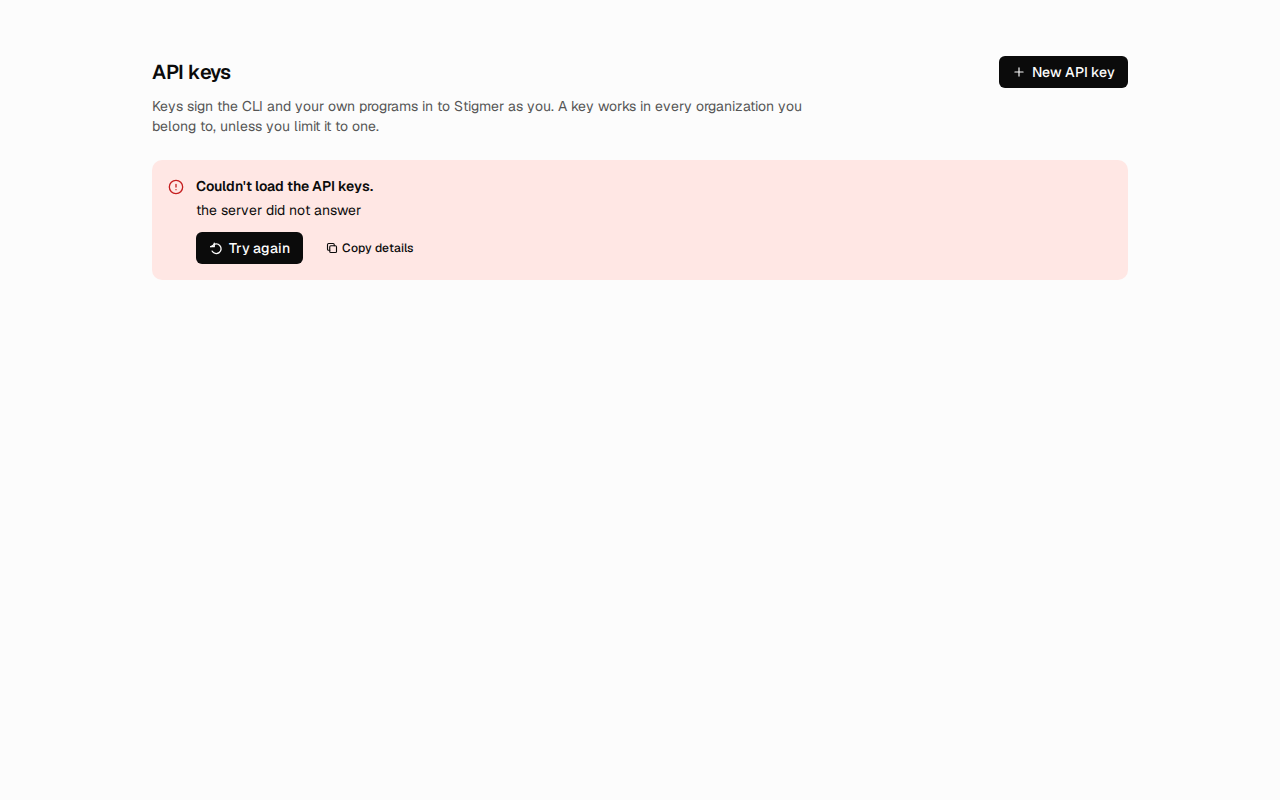 API keys
New API key
Keys sign the CLI and your own programs in to Stigmer as you. A key works in every organization you
belong to, unless you limit it to one.
Couldn't load the API keys.
the server did not answer
Try again
Copy details